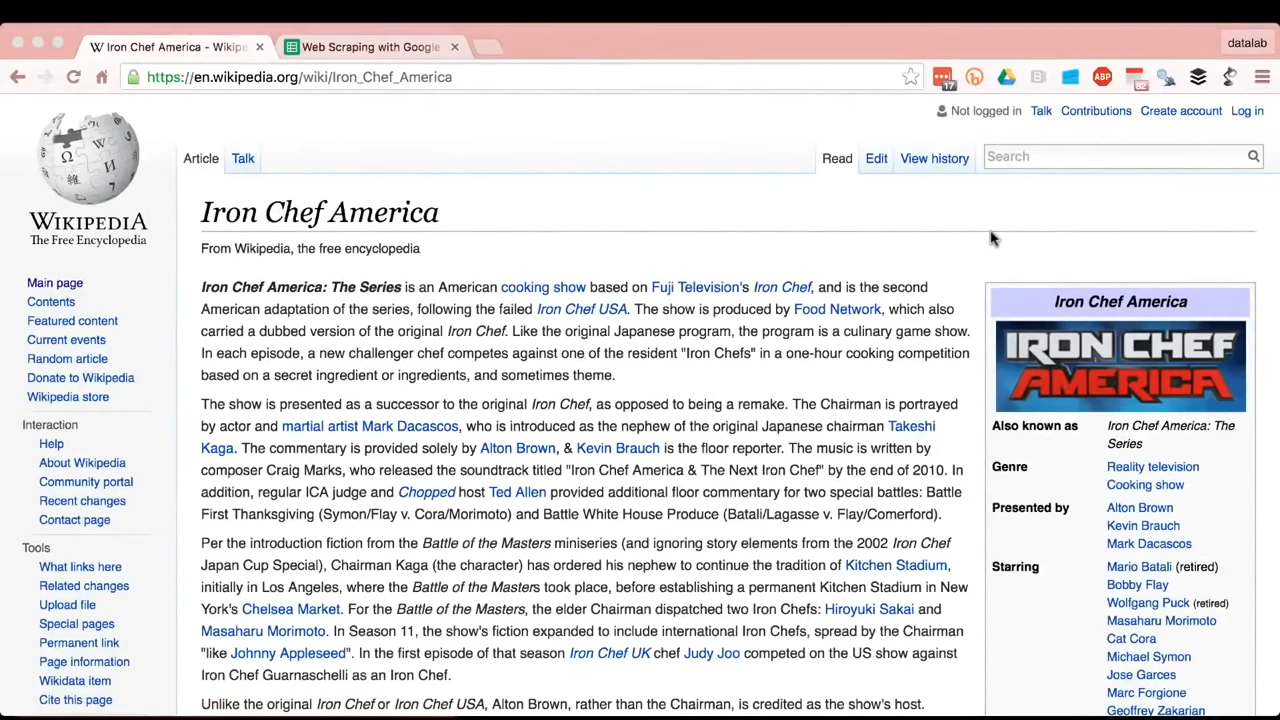 Iron Chef America - Wikipe
Web Scraping with Google
datalab
https://en.wikipedia.org/wiki/Iron_Chef_America
17
ABP
Not logged in Talk Contributions Create account Log in
Article Talk
Read Edit View history
Search
WIKIPEDIA
The Free Encyclopedia
Main page
Contents
Featured content
Current events
Random article
Donate to Wikipedia
Wikipedia store
Interaction
Help
About Wikipedia
Community portal
Recent changes
Contact page
Tools
What links here
Related changes
Upload file
Special pages
Permanent link
Page information
Wikidata item
Cite this page
Iron Chef America
From Wikipedia, the free encyclopedia
Iron Chef America: The Series is an American cooking show based on Fuji Television's Iron Chef, and is the second
American adaptation of the series, following the failed Iron Chef USA. The show is produced by Food Network, which also
carried a dubbed version of the original Iron Chef. Like the original Japanese program, the program is a culinary game show.
In each episode, a new challenger chef competes against one of the resident "Iron Chefs" in a one-hour cooking competition
based on a secret ingredient or ingredients, and sometimes theme.
The show is presented as a successor to the original Iron Chef, as opposed to being a remake. The Chairman is portrayed
by actor and martial artist Mark Dacascos, who is introduced as the nephew of the original Japanese chairman Takeshi
Kaga. The commentary is provided solely by Alton Brown, & Kevin Brauch is the floor reporter. The music is written by
composer Craig Marks, who released the soundtrack titled "Iron Chef America & The Next Iron Chef" by the end of 2010. In
addition, regular ICA judge and Chopped host Ted Allen provided additional floor commentary for two special battles: Battle
First Thanksgiving (Symon/Flay v. Cora/Morimoto) and Battle White House Produce (Batali/Lagasse v. Flay/Comerford).
Per the introduction fiction from the Battle of the Masters miniseries (and ignoring story elements from the 2002 Iron Chef
Japan Cup Special), Chairman Kaga (the character) has ordered his nephew to continue the tradition of Kitchen Stadium,
initially in Los Angeles, where the Battle of the Masters took place, before establishing a permanent Kitchen Stadium in New
York's Chelsea Market. For the Battle of the Masters, the elder Chairman dispatched two Iron Chefs: Hiroyuki Sakai and
Masaharu Morimoto. In Season 11, the show's fiction expanded to include international Iron Chefs, spread by the Chairman
"like Johnny Appleseed". In the first episode of that season Iron Chef UK chef Judy Joo competed on the US show against
Iron Chef Guarnaschelli as an Iron Chef.
Unlike the original Iron Chef or Iron Chef USA, Alton Brown, rather than the Chairman, is credited as the show's host.
Iron Chef America
IRON CHEF
AMERICA
Also known as Iron Chef America: The
Series
Genre Reality television
Cooking show
Presented by Alton Brown
Kevin Brauch
Mark Dacascos
Starring Mario Batali (retired)
Bobby Flay
Wolfgang Puck (retired)
Masaharu Morimoto
Cat Cora
Michael Symon
Jose Garces
Marc Forgione
Geoffrey Zakarian